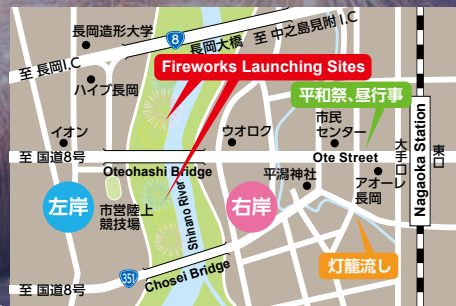 長岡造形大学
8
長岡大橋
至 中之島見附 I.C
至 長岡I.C
Fireworks Launching Sites
ハイブ長岡
平和祭、昼行事
イオン
ウオロク
市民
センター
大手口
東口
Nagaoka Station
至 国道8号
Ote Street
Oteohashi Bridge
平潟神社
アオーレ
長岡
左岸
市営陸上
競技場
Shinano River
右岸
灯籠流し
351
Chosei Bridge
至 国道8号